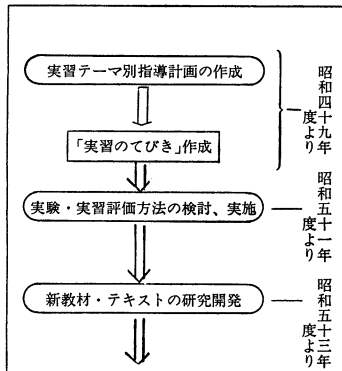 実習テーマ別指導計画の作成
「実習のてびき」作成
昭和四十九年
度より
実験・実習評価方法の検討、実施
昭和五十一年
度より
新教材・テキストの研究開発
昭和五十三年
度より